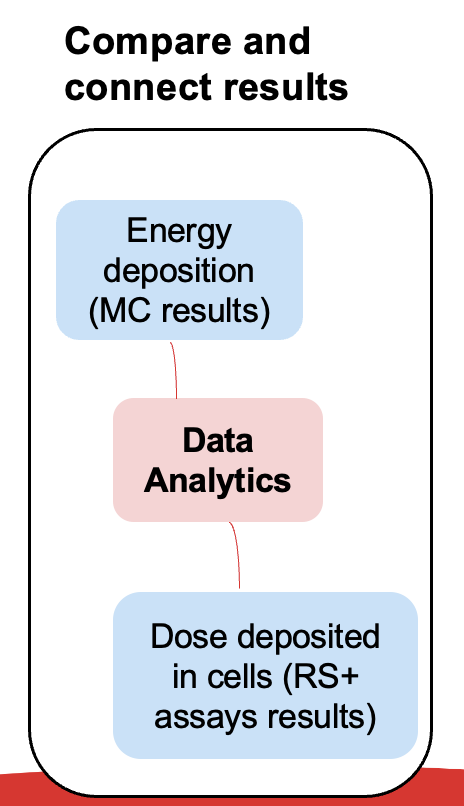 Compare and
connect results
Energy
deposition
(MC results)
Data
Analytics
Dose deposited
in cells (RS+
assays results)